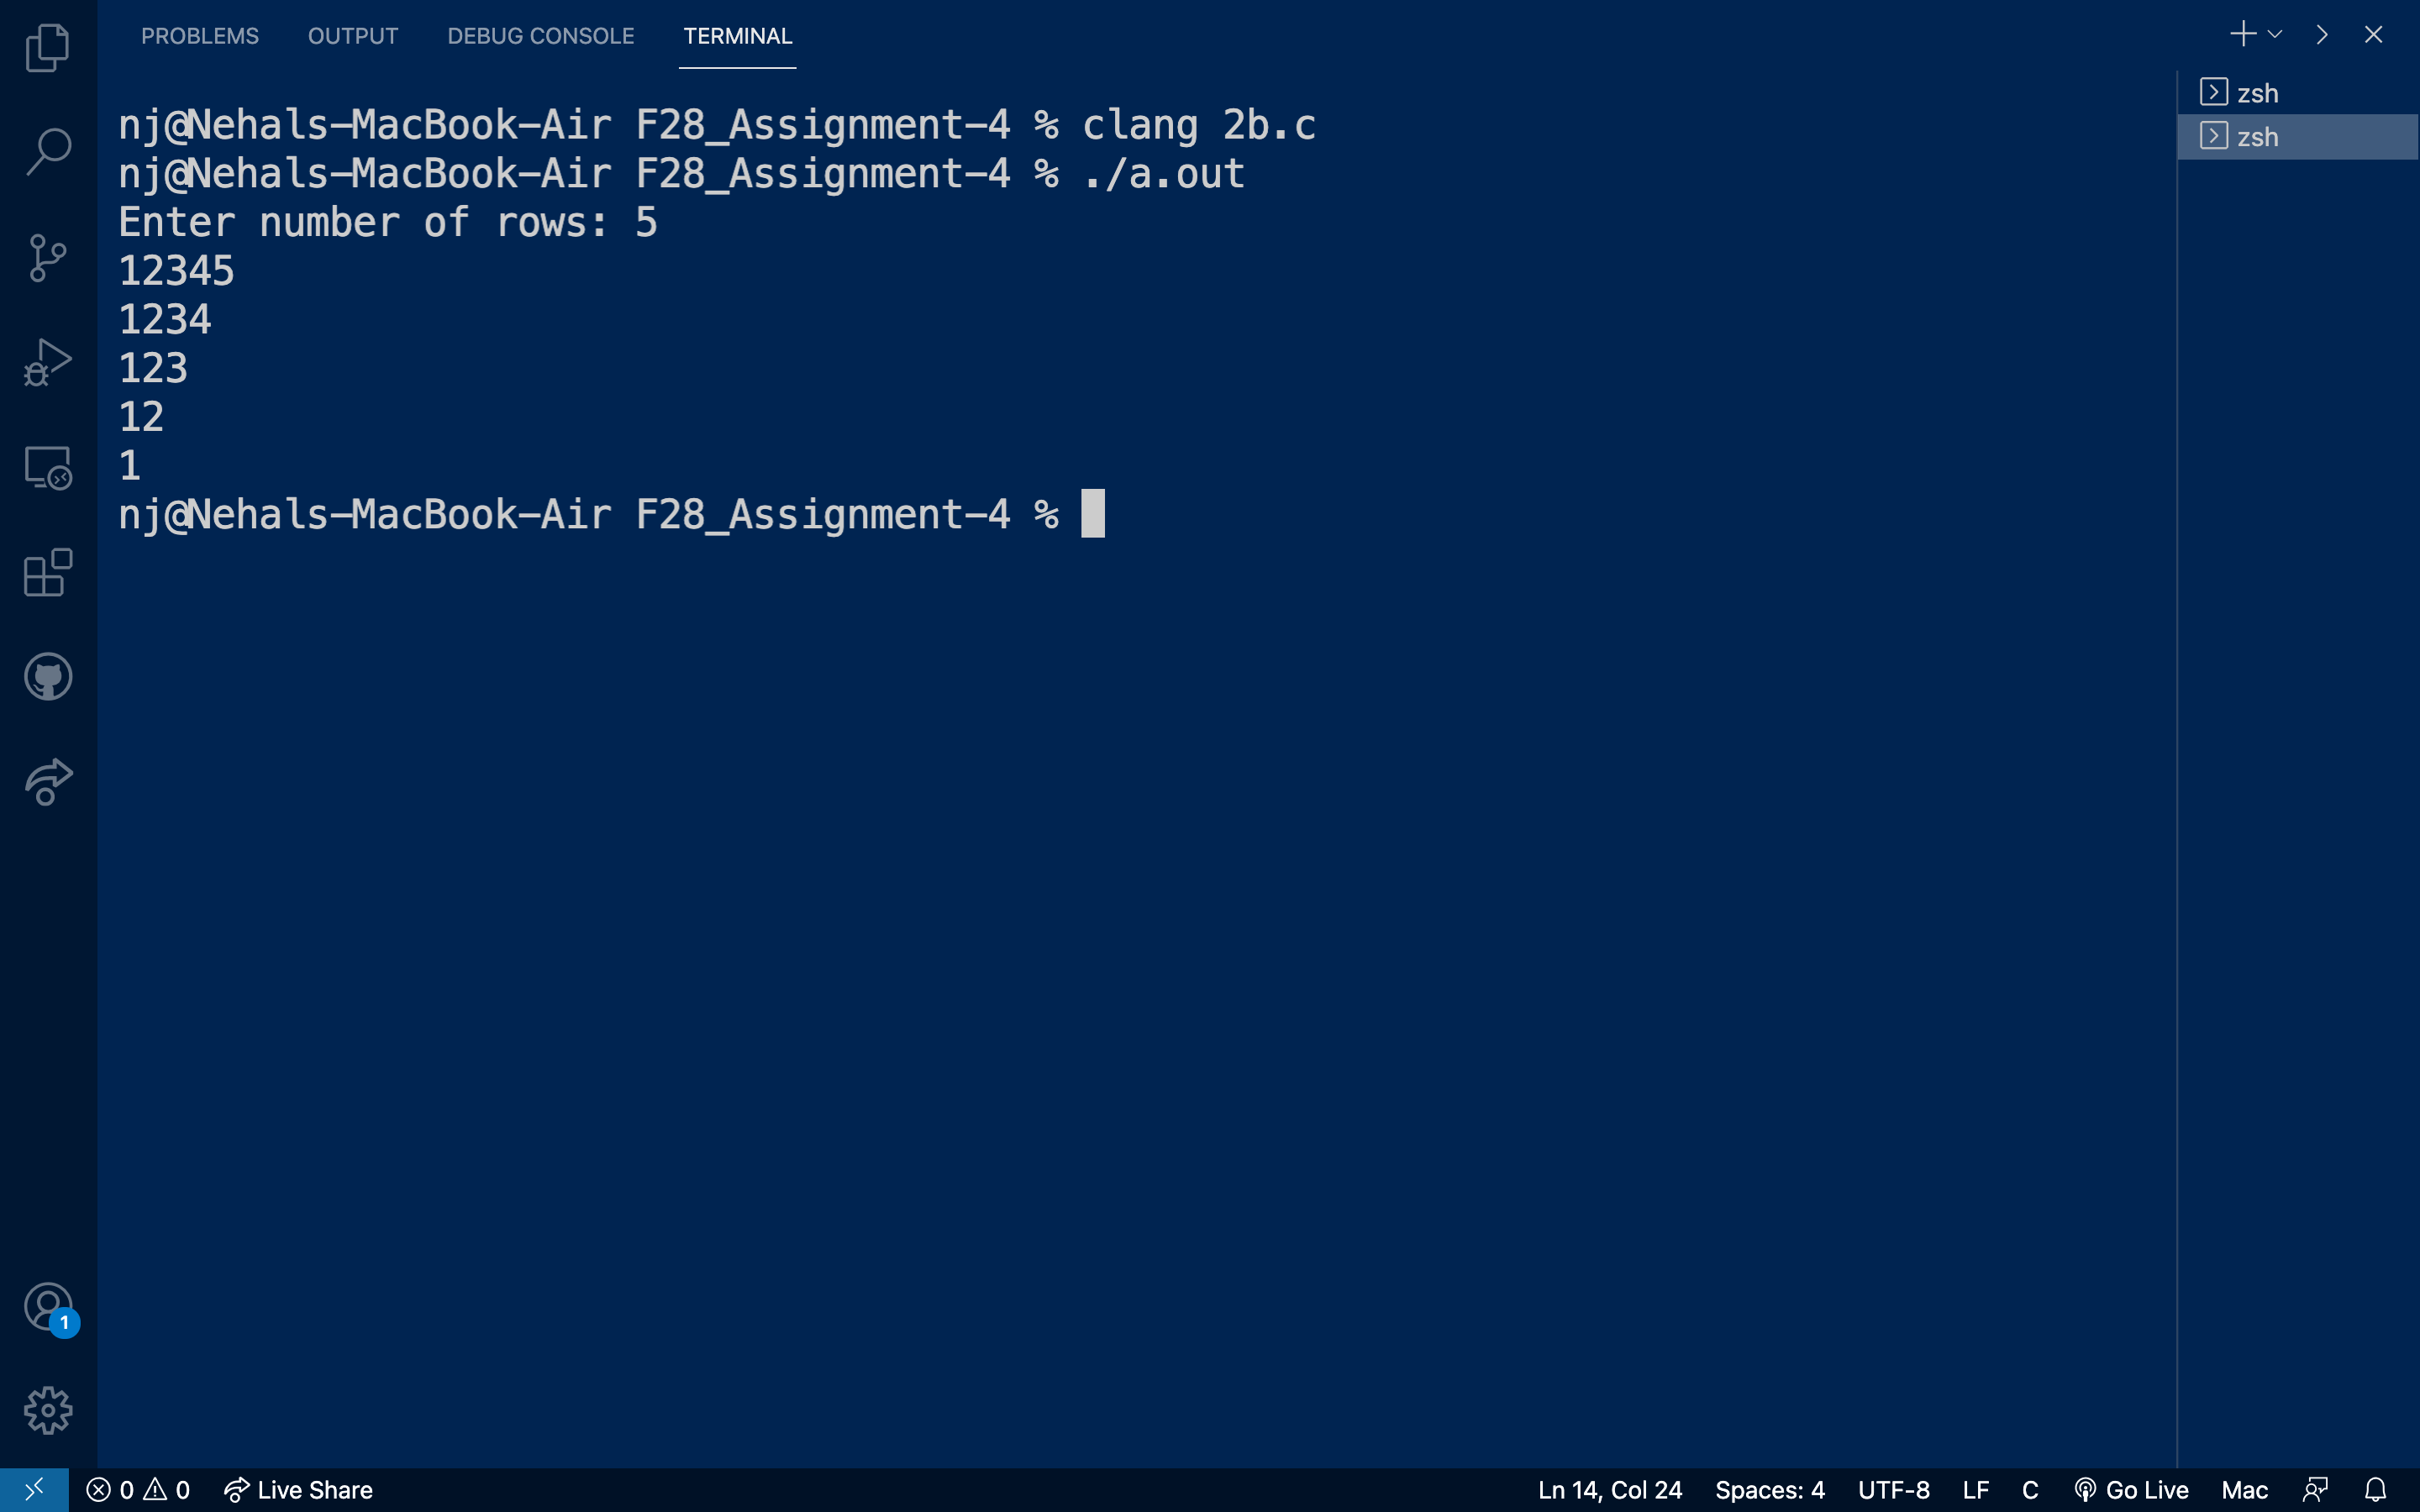 PROBLEMS OUTPUT DEBUG CONSOLE TERMINAL
zsh
zsh
nj@Nehals-MacBook-Air F28_Assignment-4 % clang 2b.c
nj@Nehals-MacBook-Air F28_Assignment-4 % ./a.out
Enter number of rows: 5
12345
1234
123
12
1
nj@Nehals-MacBook-Air F28_Assignment-4 %
1
0 0 Live Share Ln 14, Col 24 Spaces: 4 UTF-8 LF C Go Live Mac